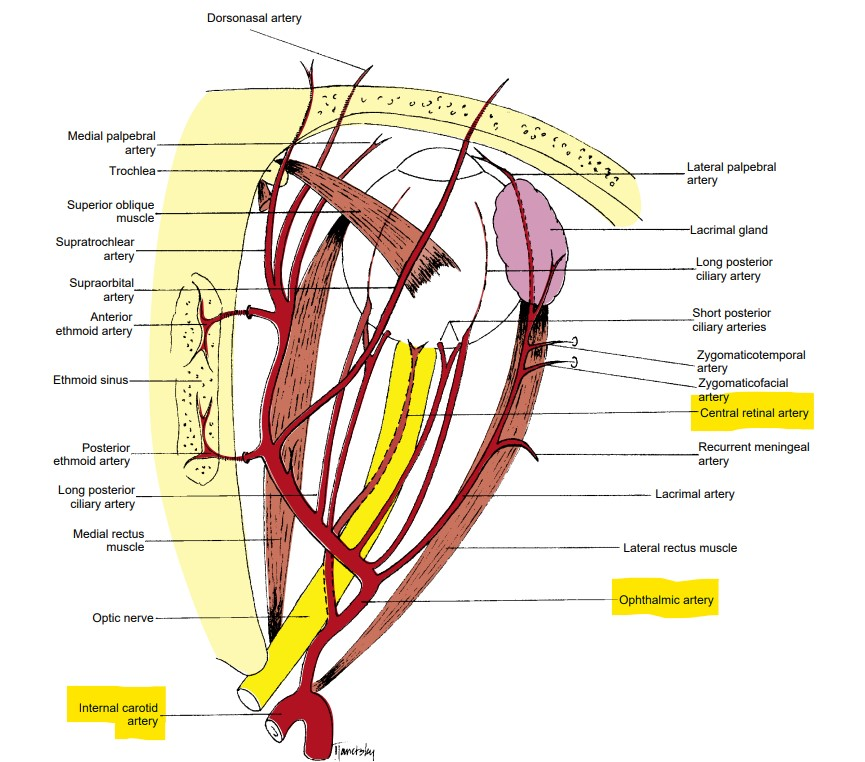 Dorsonasal artery
Medial palpebral
artery
Trochlea
Superior oblique
muscle
Supratrochlear
artery
Supraorbital
artery
Anterior
ethmoid artery
Ethmoid sinus
Posterior
ethmoid artery
Long posterior
ciliary artery
Medial rectus
muscle
Optic nerve
Internal carotid
artery
Lateral palpebral
artery
Lacrimal gland
Long posterior
ciliary artery
Short posterior
ciliary arteries
Zygomaticotemporal
artery
Zygomaticofacial
artery
Central retinal artery
Recurrent meningeal
artery
Lacrimal artery
Lateral rectus muscle
Ophthalmic artery